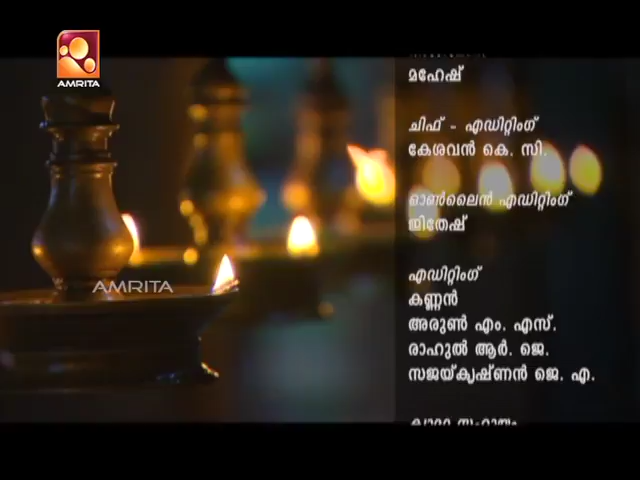 AMRITA
മഹേഷ്
ചീഫ് - എഡിറ്റിംഗ്
കേശവൻ കെ. സി.
ഓൺലൈൻ എഡിറ്റിംഗ്
ജിതേഷ്
AMRITA
എഡിറ്റിംഗ്
കണ്ണൻ
അരുൺ എം. എസ്.
രാഹുൽ ആർ. ജെ.
സജയ്കൃഷ്ണൻ ജെ. എ.